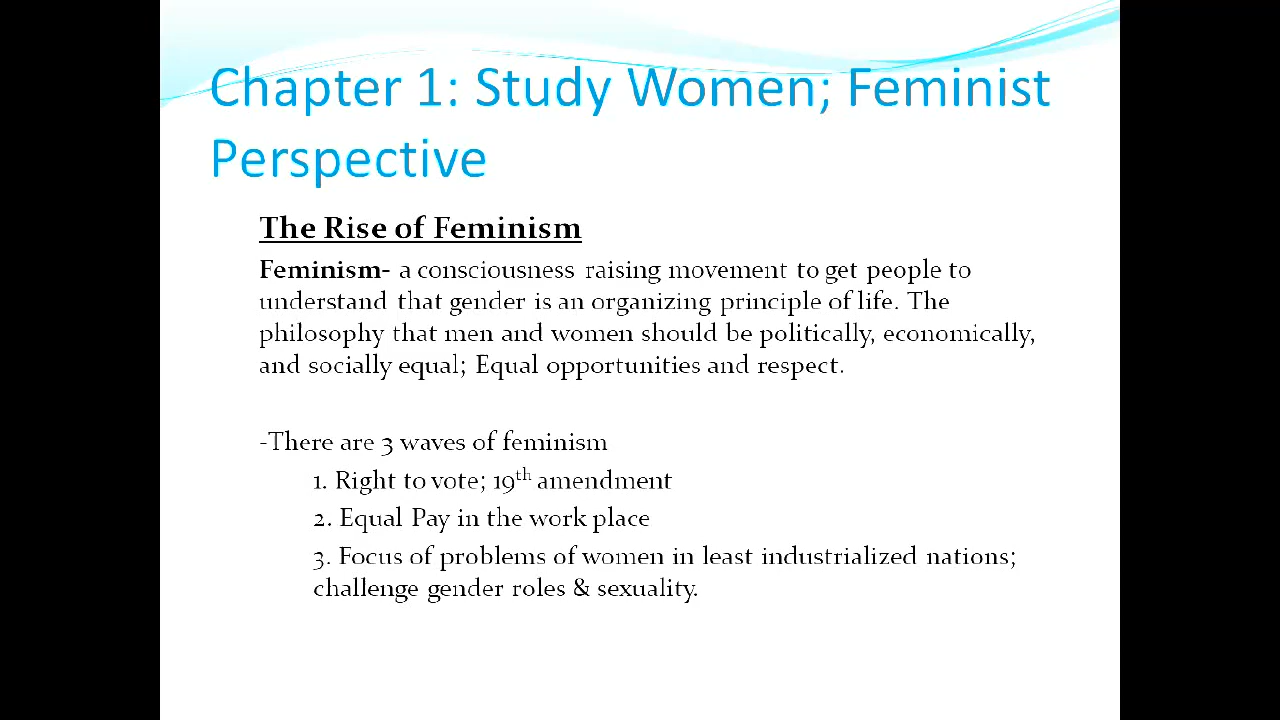 Chapter 1: Study Women; Feminist
Perspective
The Rise of Feminism
Feminism- a consciousness raising movement to get people to
understand that gender is an organizing principle of life. The
philosophy that men and women should be politically, economically,
and socially equal; Equal opportunities and respect.
-There are 3 waves of feminism
1. Right to vote; 19th amendment
2. Equal Pay in the work place
3. Focus of problems of women in least industrialized nations;
challenge gender roles & sexuality.